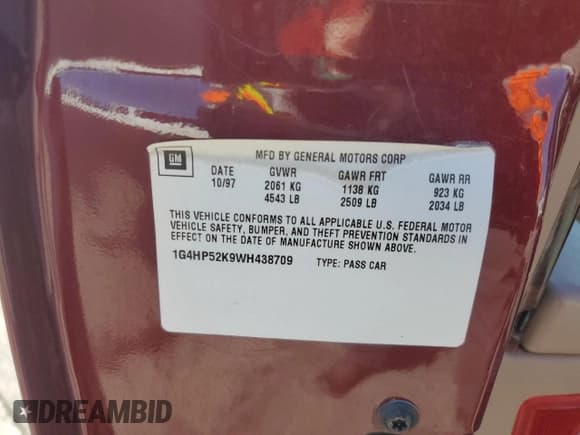 GM
MFD BY GENERAL MOTORS CORP
DATE GVWR GAWR FRT GAWR RR
10/97 2061 KG 1138 KG 923 KG
4543 LB 2509 LB 2034 LB
THIS VEHICLE CONFORMS TO ALL APPLICABLE U.S. FEDERAL MOTOR
VEHICLE SAFETY, BUMPER, AND THEFT PREVENTION STANDARDS IN
EFFECT ON THE DATE OF MANUFACTURE SHOWN ABOVE.
1G4HP52K9WH438709 TYPE: PASS CAR
DREAMBID